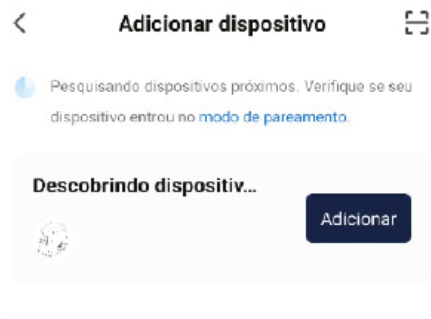 Adicionar dispositivo
Pesquisando dispositivos próximos. Verifique se seu
dispositivo entrou no modo de pareamento.
Descobrindo dispositiv...
Adicionar